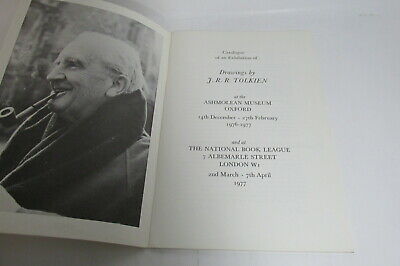 Catalogue
of an Exhibition of
Drawings by
J. R. R. TOLKIEN
at the
ASHMOLEAN MUSEUM
OXFORD
14th December - 27th February
1976-1977
and at
THE NATIONAL BOOK LEAGUE
7 ALBEMARLE STREET
LONDON W1
2nd March - 7th April
1977